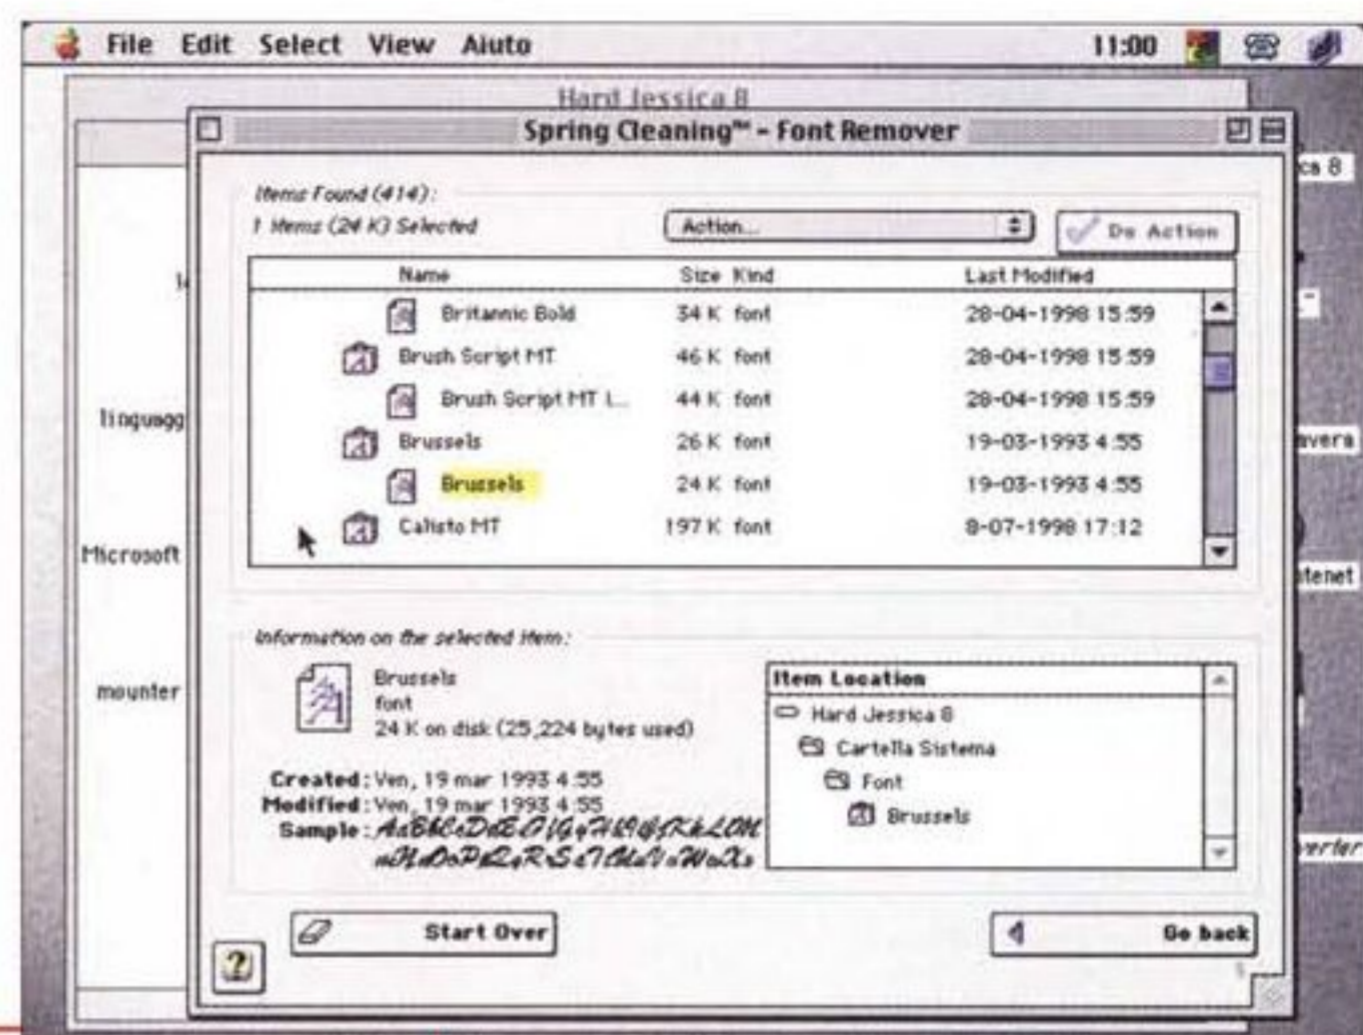 File Edit Select View Aiuto 11:00
Hard Jessica 8
Spring Cleaning™ - Font Remover
Items Found (414):
1 Items (24 K) Selected
Action...
Do Action
Name Size Kind Last Modified
Britannic Bold 34 K font 28-04-1998 15:59
Brush Script MT 46 K font 28-04-1998 15:59
Brush Script MT I... 44 K font 28-04-1998 15:59
Brussels 26 K font 19-03-1993 4:55
Brussels 24 K font 19-03-1993 4:55
Calisto MT 197 K font 8-07-1998 17:12
ca 8
linguagg
Microsoft
mounter
avera
ntenet
verter
Information on the selected item:
Brussels
font
24 K on disk (25,224 bytes used)
Created: Ven, 19 mar 1993 4:55
Modified: Ven, 19 mar 1993 4:55
Sample:
Item Location
Hard Jessica 8
Cartella Sistema
Font
Brussels
Start Over
Go back
?